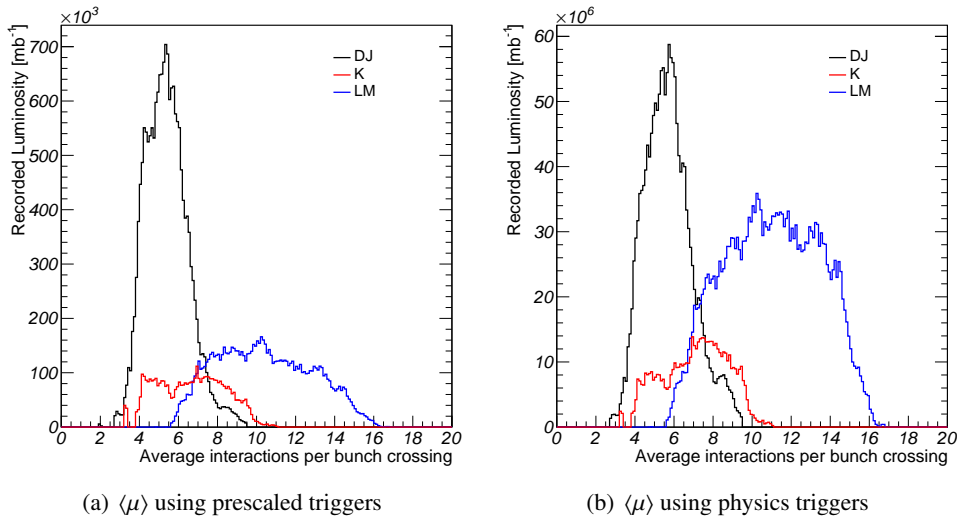 ×10³
Recorded Luminosity [mb⁻¹]
700
600
500
400
300
200
100
0
0 2 4 6 8 10 12 14 16 18 20
Average interactions per bunch crossing
DJ
K
LM
(a) ⟨μ⟩ using prescaled triggers
×10⁶
Recorded Luminosity [mb⁻¹]
60
50
40
30
20
10
0
0 2 4 6 8 10 12 14 16 18 20
Average interactions per bunch crossing
DJ
K
LM
(b) ⟨μ⟩ using physics triggers